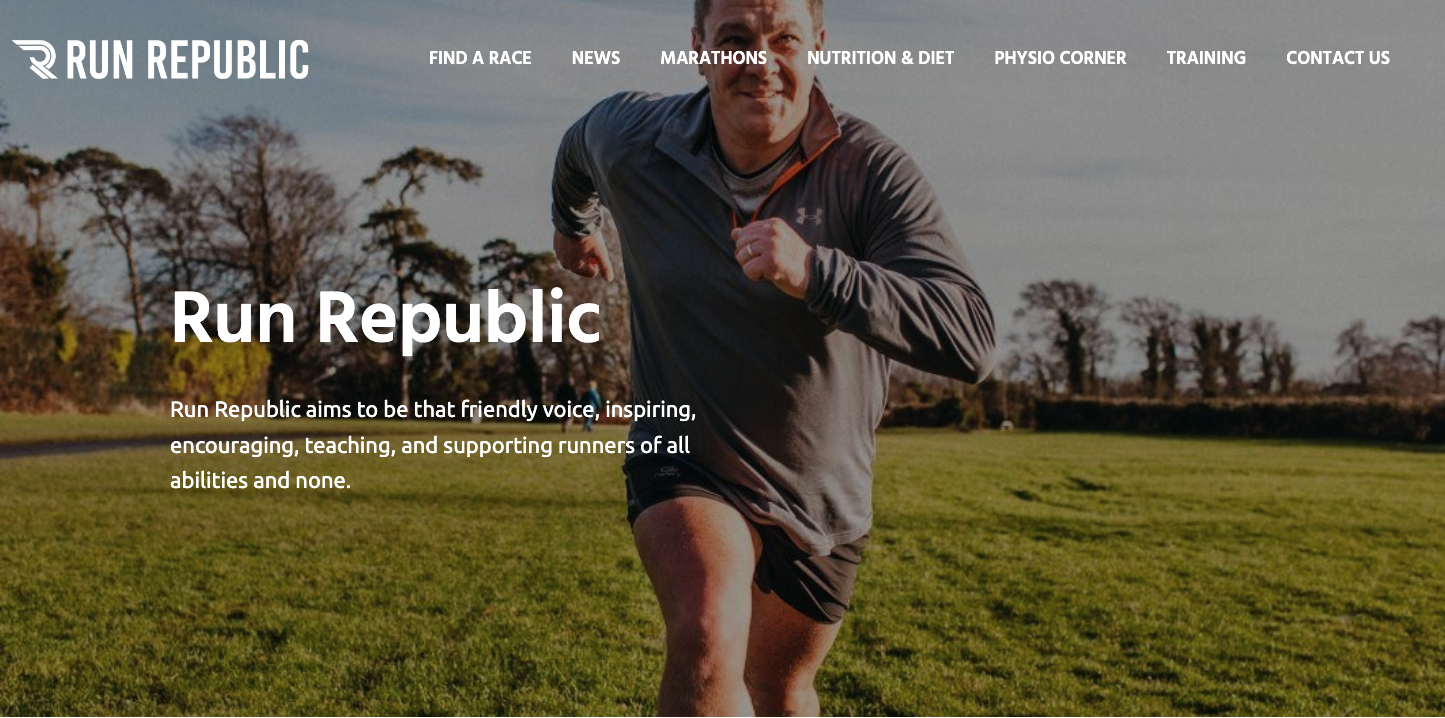 RUN REPUBLIC
FIND A RACE
NEWS
MARATHONS
NUTRITION & DIET
PHYSIO CORNER
TRAINING
CONTACT US
Run Republic
Run Republic aims to be that friendly voice, inspiring,
encouraging, teaching, and supporting runners of all
abilities and none.